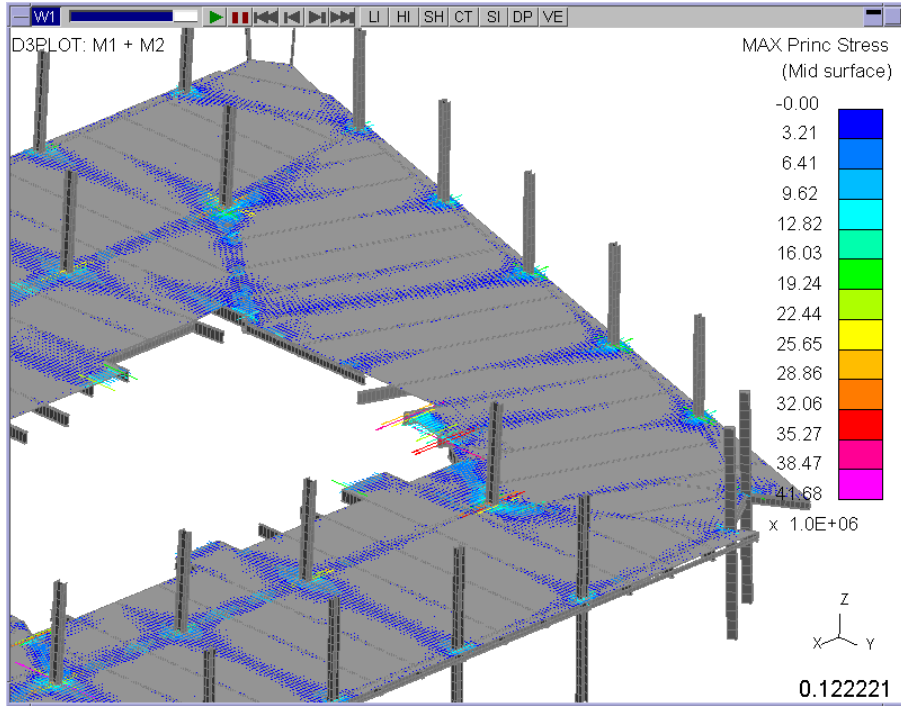 W1 LI HI SH CT SI DP VE
D3PLOT: M1 + M2
MAX Princ Stress
(Mid surface)
-0.00
3.21
6.41
9.62
12.82
16.03
19.24
22.44
25.65
28.86
32.06
35.27
38.47
41.68
x 1.0E+06
Z
X Y
0.122221